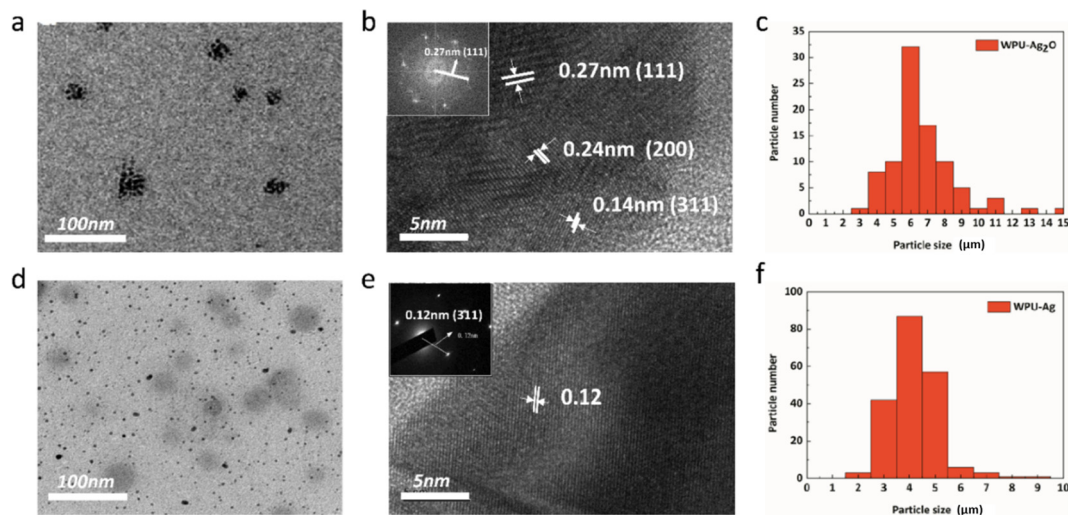 a
100nm
b
0.27nm (111)
0.27nm (111)
0.24nm (200)
0.14nm (311)
5nm
c
WPU-Ag₂O
Particle number
35
30
25
20
15
10
5
0
0 1 2 3 4 5 6 7 8 9 10 11 12 13 14 15
Particle size (μm)
d
100nm
e
0.12nm (311)
0.12nm
0.12
5nm
f
WPU-Ag
Particle number
100
80
60
40
20
0
0 1 2 3 4 5 6 7 8 9 10
Particle size (μm)